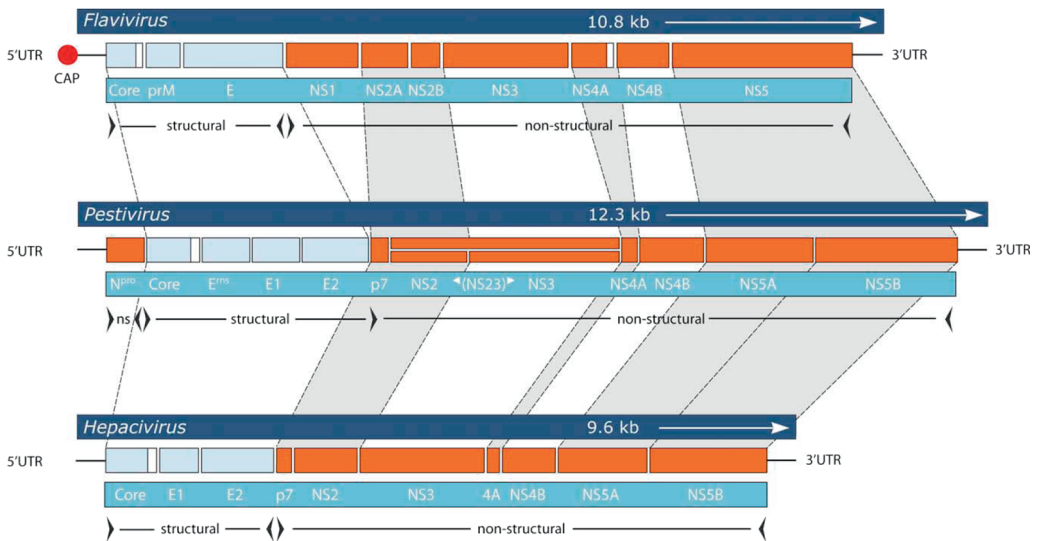 Flavivirus 10.8 kb
5'UTR 3'UTR
CAP
Core prM E NS1 NS2A NS2B NS3 NS4A NS4B NS5
structural non-structural
Pestivirus 12.3 kb
5'UTR 3'UTR
Npro Core Erns E1 E2 p7 NS2 (NS23) NS3 NS4A NS4B NS5A NS5B
ns structural non-structural
Hepacivirus 9.6 kb
5'UTR 3'UTR
Core E1 E2 p7 NS2 NS3 4A NS4B NS5A NS5B
structural non-structural